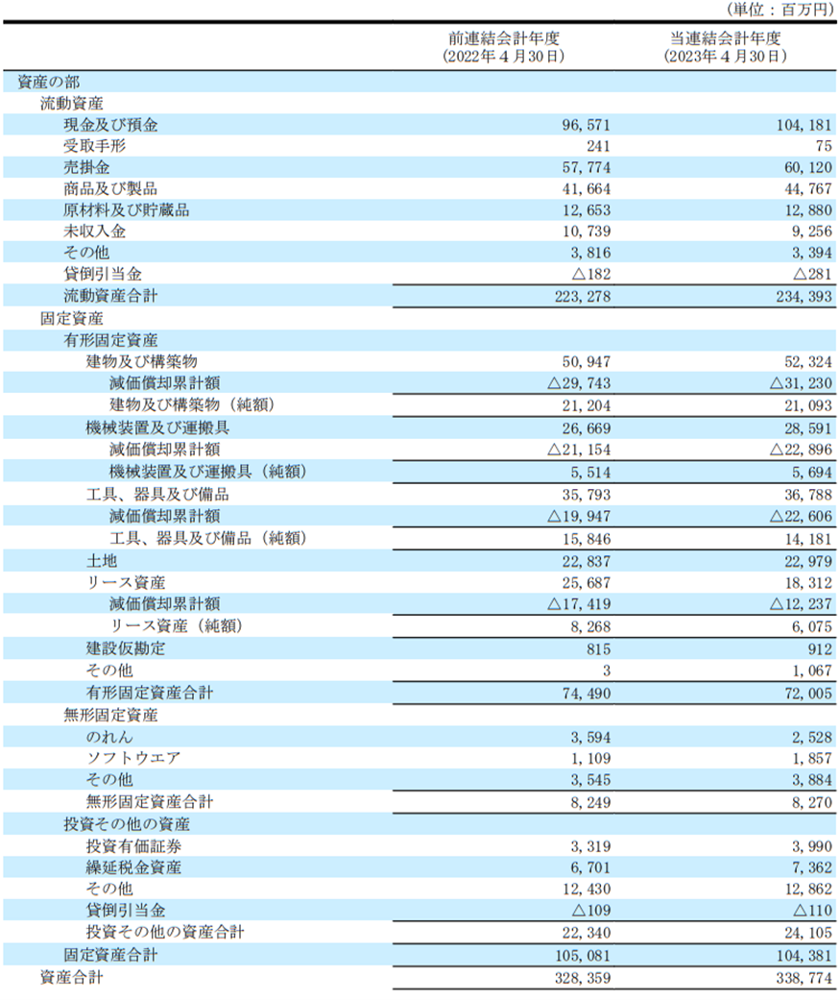 (単位：百万円)
前連結会計年度 当連結会計年度
(2022年４月30日) (2023年４月30日)
資産の部
流動資産
現金及び預金 96,571 104,181
受取手形 241 75
売掛金 57,774 60,120
商品及び製品 41,664 44,767
原材料及び貯蔵品 12,653 12,880
未収入金 10,739 9,256
その他 3,816 3,394
貸倒引当金 △182 △281
流動資産合計 223,278 234,393
固定資産
有形固定資産
建物及び構築物 50,947 52,324
減価償却累計額 △29,743 △31,230
建物及び構築物（純額） 21,204 21,093
機械装置及び運搬具 26,669 28,591
減価償却累計額 △21,154 △22,896
機械装置及び運搬具（純額） 5,514 5,694
工具、器具及び備品 35,793 36,788
減価償却累計額 △19,947 △22,606
工具、器具及び備品（純額） 15,846 14,181
土地 22,837 22,979
リース資産 25,687 18,312
減価償却累計額 △17,419 △12,237
リース資産（純額） 8,268 6,075
建設仮勘定 815 912
その他 3 1,067
有形固定資産合計 74,490 72,005
無形固定資産
のれん 3,594 2,528
ソフトウエア 1,109 1,857
その他 3,545 3,884
無形固定資産合計 8,249 8,270
投資その他の資産
投資有価証券 3,319 3,990
繰延税金資産 6,701 7,362
その他 12,430 12,862
貸倒引当金 △109 △110
投資その他の資産合計 22,340 24,105
固定資産合計 105,081 104,381
資産合計 328,359 338,774